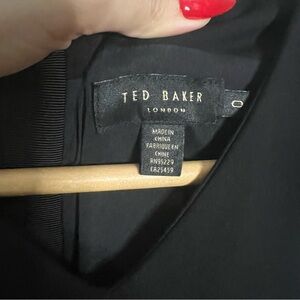 TED BAKER
LONDON
0
MADE IN
CHINA
FABRIQUE EN
CHINE
RN95229
CA25459